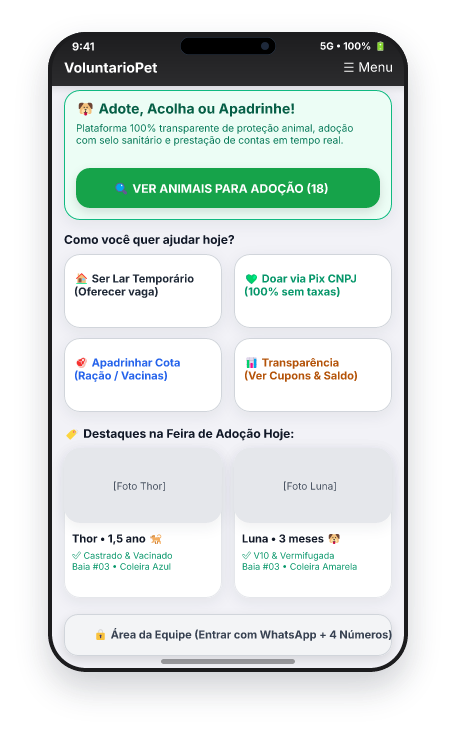 9:41
5G • 100% 🔋
VoluntarioPet
☰ Menu
🐶 Adote, Acolha ou Apadrinhe!
Plataforma 100% transparente de proteção animal, adoção
com selo sanitário e prestação de contas em tempo real.
VER ANIMAIS PARA ADOÇÃO (18)
Como você quer ajudar hoje?
🏠 Ser Lar Temporário
(Oferecer vaga)
💚 Doar via Pix CNPJ
(100% sem taxas)
Apadrinhar Cota
(Ração / Vacinas)
📊 Transparência
(Ver Cupons & Saldo)
Destaques na Feira de Adoção Hoje:
[Foto Thor]
[Foto Luna]
Thor • 1,5 ano 🐕
✅ Castrado & Vacinado
Baia #03 • Coleira Azul
Luna • 3 meses 🐶
✅ V10 & Vermifugada
Baia #03 • Coleira Amarela
🔒 Área da Equipe (Entrar com WhatsApp + 4 Números)